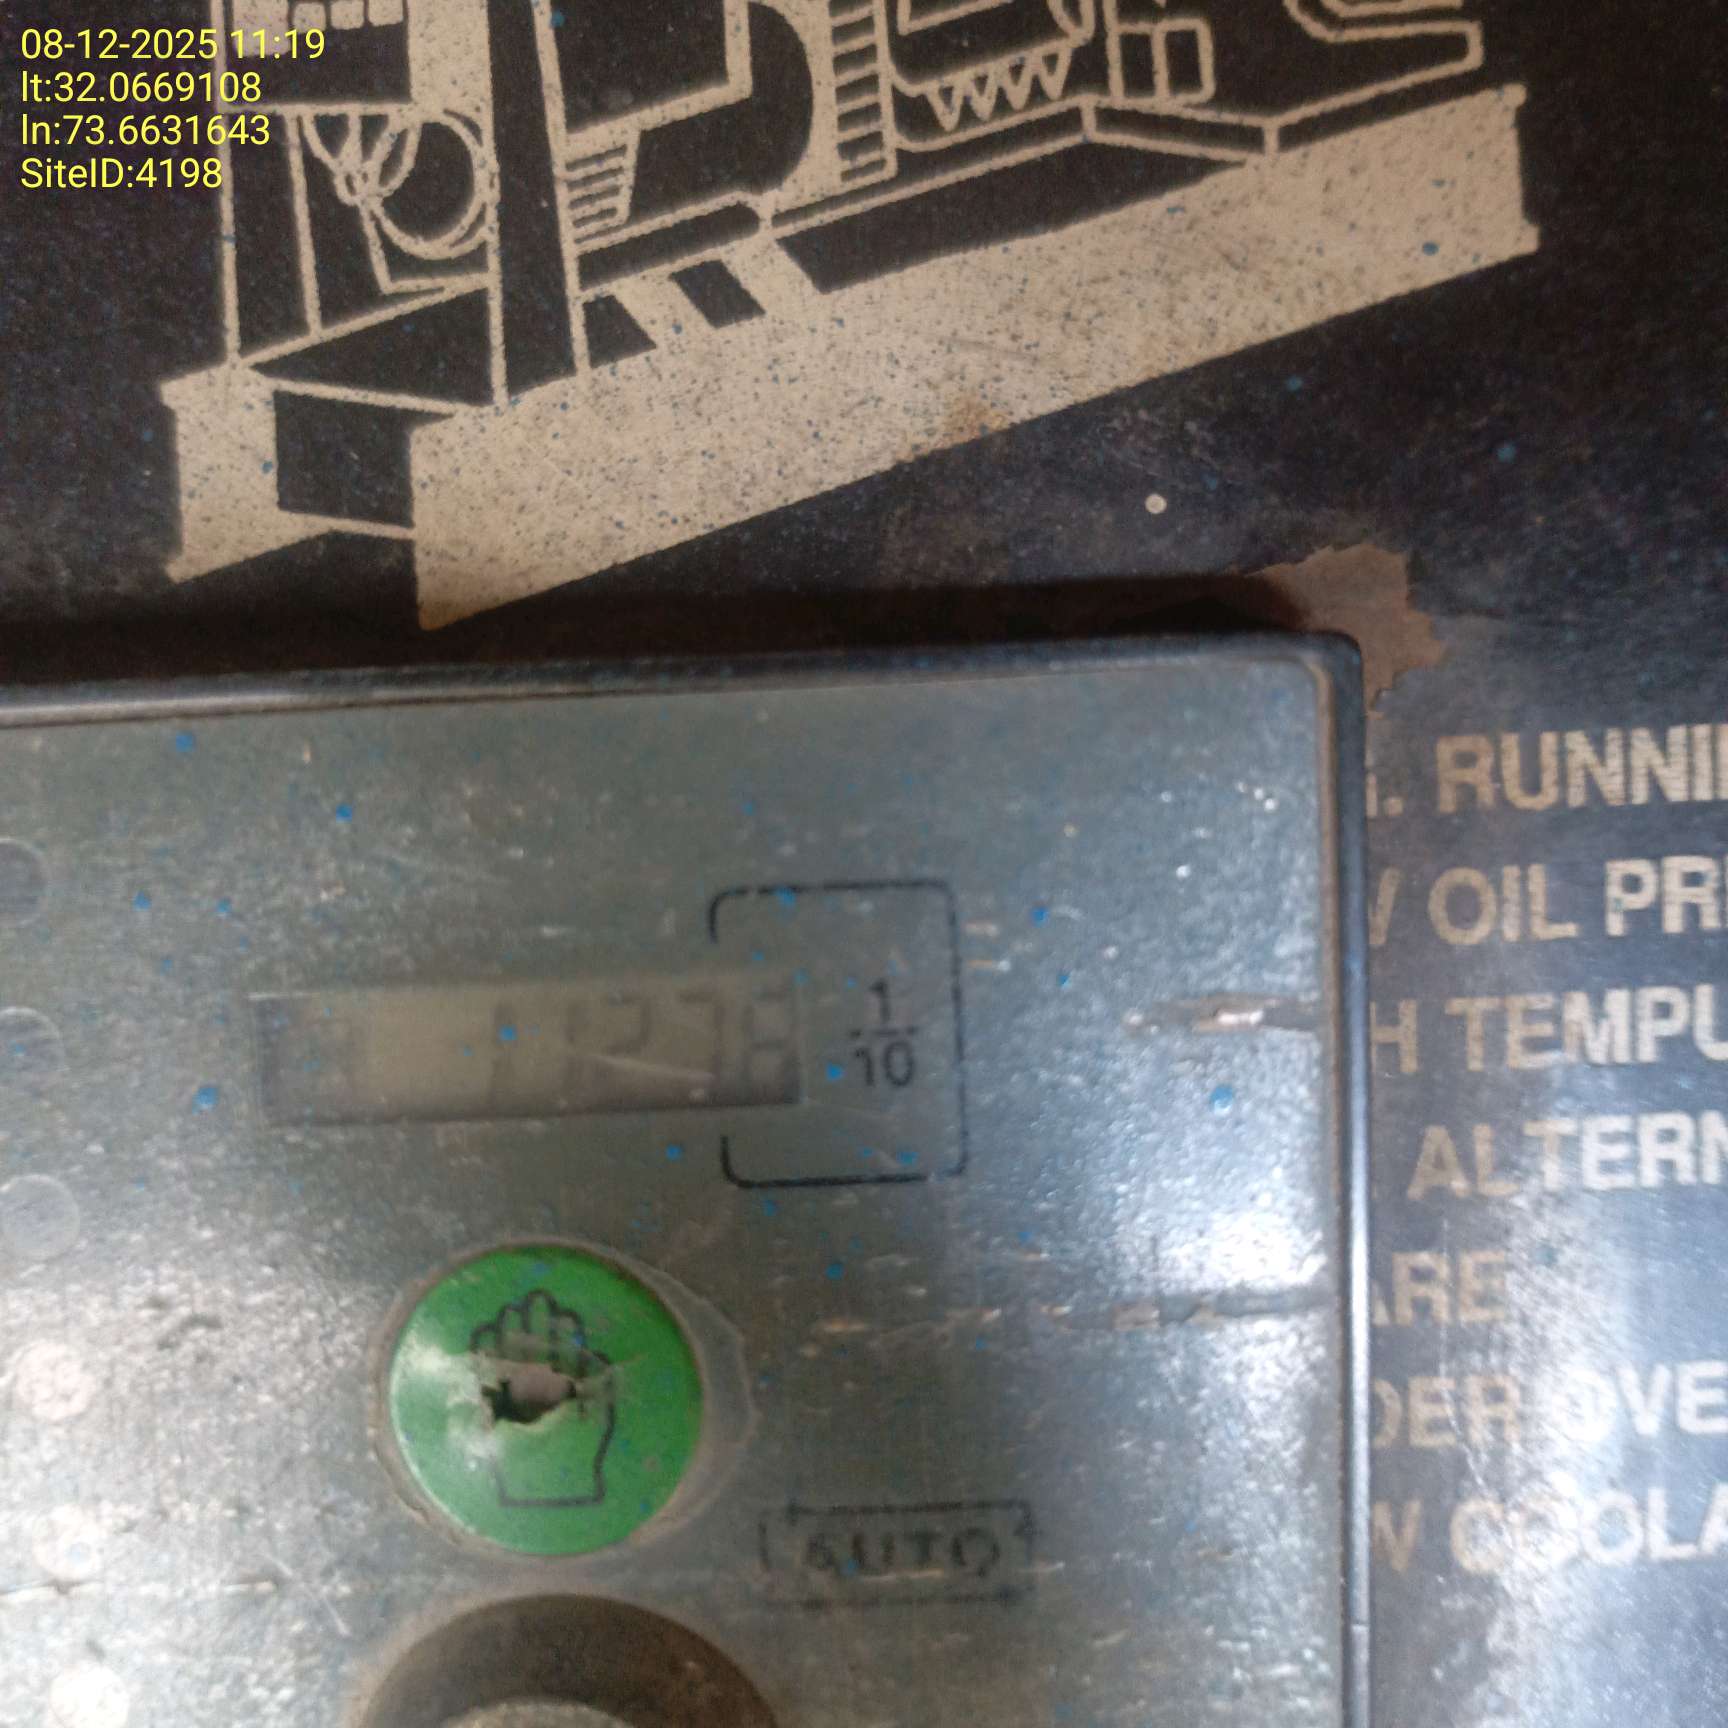 08-12-2025 11:19
lt:32.0669108
ln:73.6631643
SiteID:4198
RUNNI
OIL PR
1
10
H TEMPU
ALTERN
ARE
DER OVE
AUTO
W COOLA